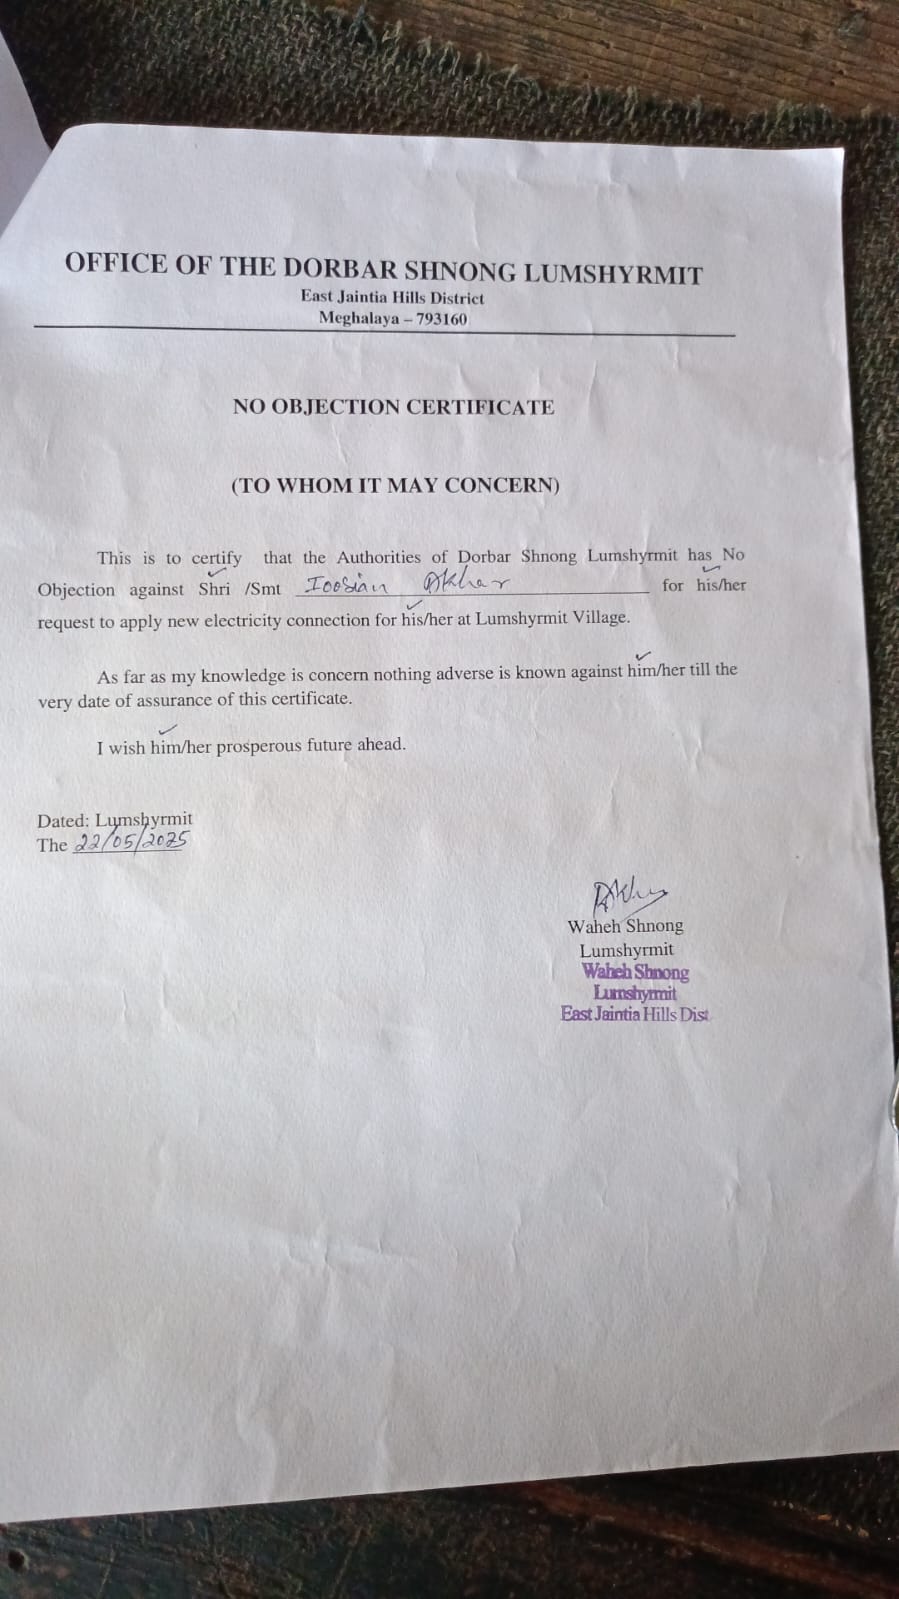 OFFICE OF THE DORBAR SHNONG LUMSHYRMIT
East Jaintia Hills District
Meghalaya – 793160
NO OBJECTION CERTIFICATE
(TO WHOM IT MAY CONCERN)
This is to certify that the Authorities of Dorbar Shnong Lumshyrmit has No
Objection against Shri /Smt Ioosian Dkhar for his/her
request to apply new electricity connection for his/her at Lumshyrmit Village.
As far as my knowledge is concern nothing adverse is known against him/her till the
very date of assurance of this certificate.
I wish him/her prosperous future ahead.
Dated: Lumshyrmit
The 22/05/2025
Waheh Shnong
Lumshyrmit
Waheh Shnong
Lumshyrmit
East Jaintia Hills Dist